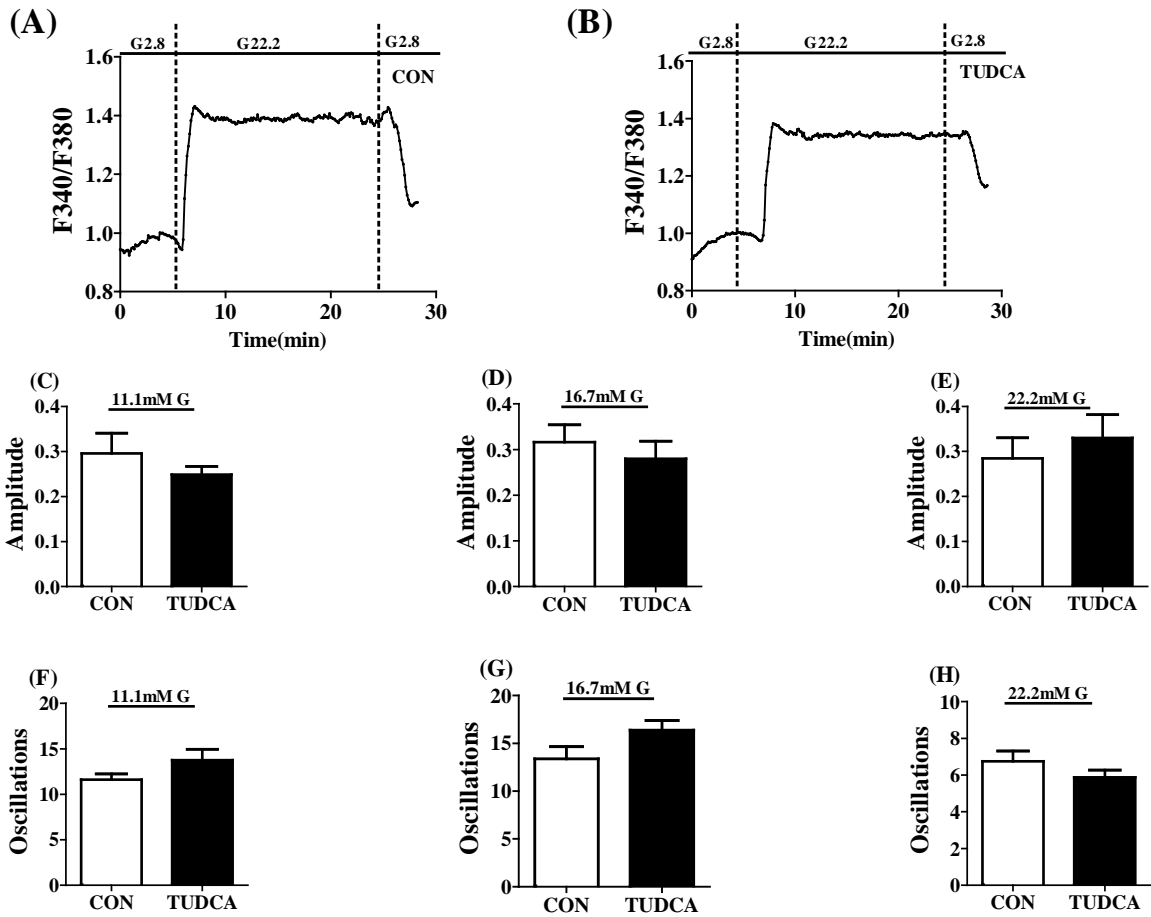 (A)
G2.8 G22.2 G2.8
CON
1.6
1.4
1.2
1.0
0.8
F340/F380
0 10 20 30
Time(min)
(B)
G2.8 G22.2 G2.8
TUDCA
1.6
1.4
1.2
1.0
0.8
F340/F380
0 10 20 30
Time(min)
(C)
11.1mM G
0.4
0.3
0.2
0.1
0.0
Amplitude
CON TUDCA
(D)
16.7mM G
0.4
0.3
0.2
0.1
0.0
Amplitude
CON TUDCA
(E)
22.2mM G
0.4
0.3
0.2
0.1
0.0
Amplitude
CON TUDCA
(F)
11.1mM G
20
15
10
5
0
Oscillations
CON TUDCA
(G)
16.7mM G
20
15
10
5
0
Oscillations
CON TUDCA
(H)
22.2mM G
10
8
6
4
2
0
Oscillations
CON TUDCA